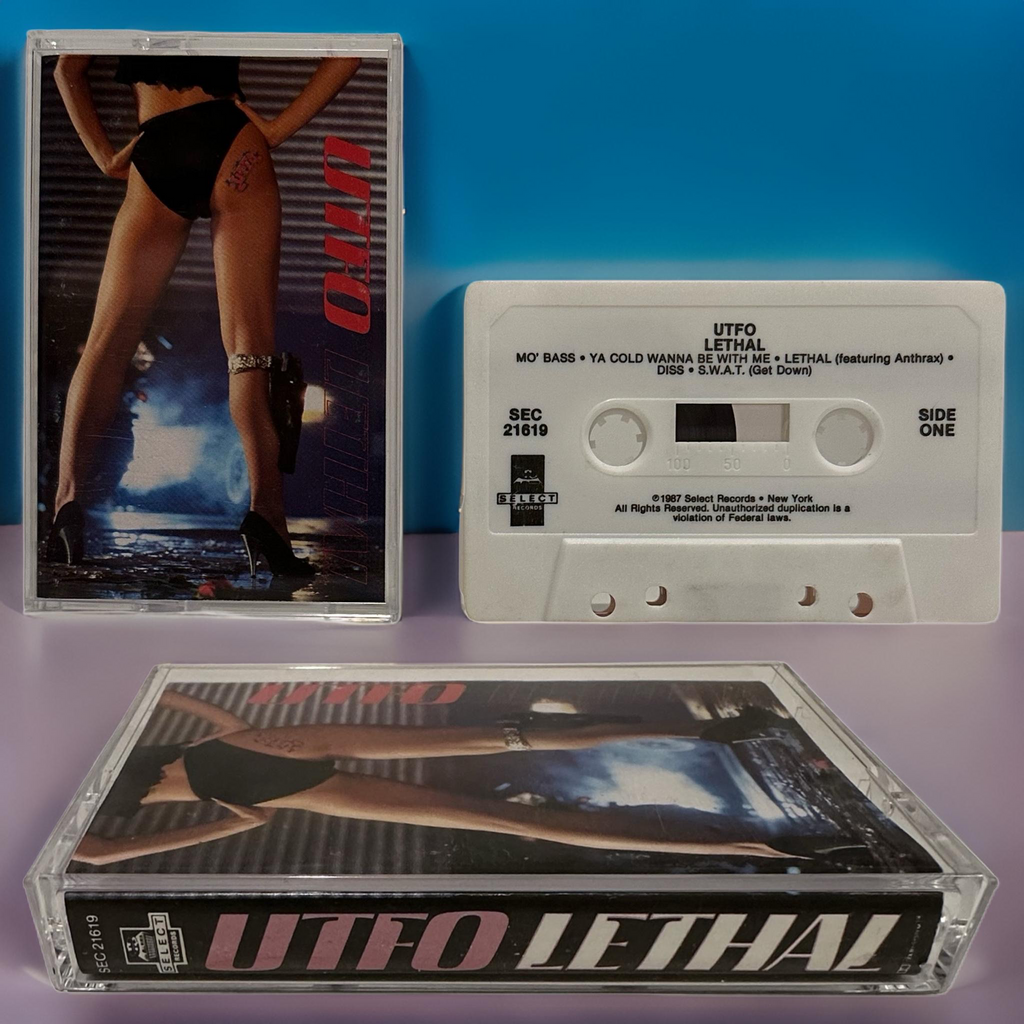 UTFO
LETHAL
UTFO
LETHAL
MO' BASS • YA COLD WANNA BE WITH ME • LETHAL (featuring Anthrax) •
DISS • S.W.A.T. (Get Down)
SEC
21619
SIDE
ONE
100 50 0
SELECT
RECORDS
℗1987 Select Records • New York
All Rights Reserved. Unauthorized duplication is a
violation of Federal laws.
UTFO
SEC 21619
SELECT
RECORDS
UTFO LETHAL